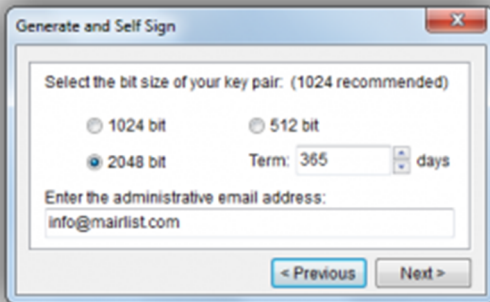 Generate and Self Sign
Select the bit size of your key pair: (1024 recommended)
1024 bit 512 bit
2048 bit Term: 365 days
Enter the administrative email address:
info@mairlist.com
< Previous Next >